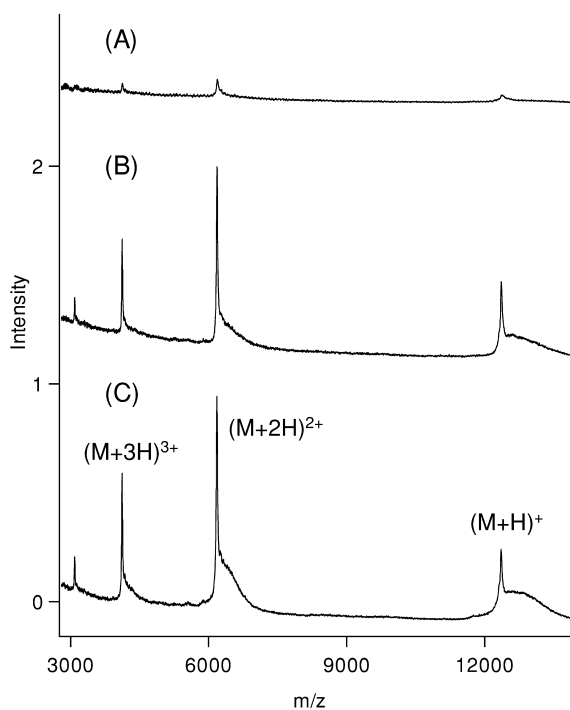 (A)
2
(B)
Intensity
1
(C)
(M+2H)²⁺
(M+3H)³⁺
(M+H)⁺
0
3000 6000 9000 12000
m/z